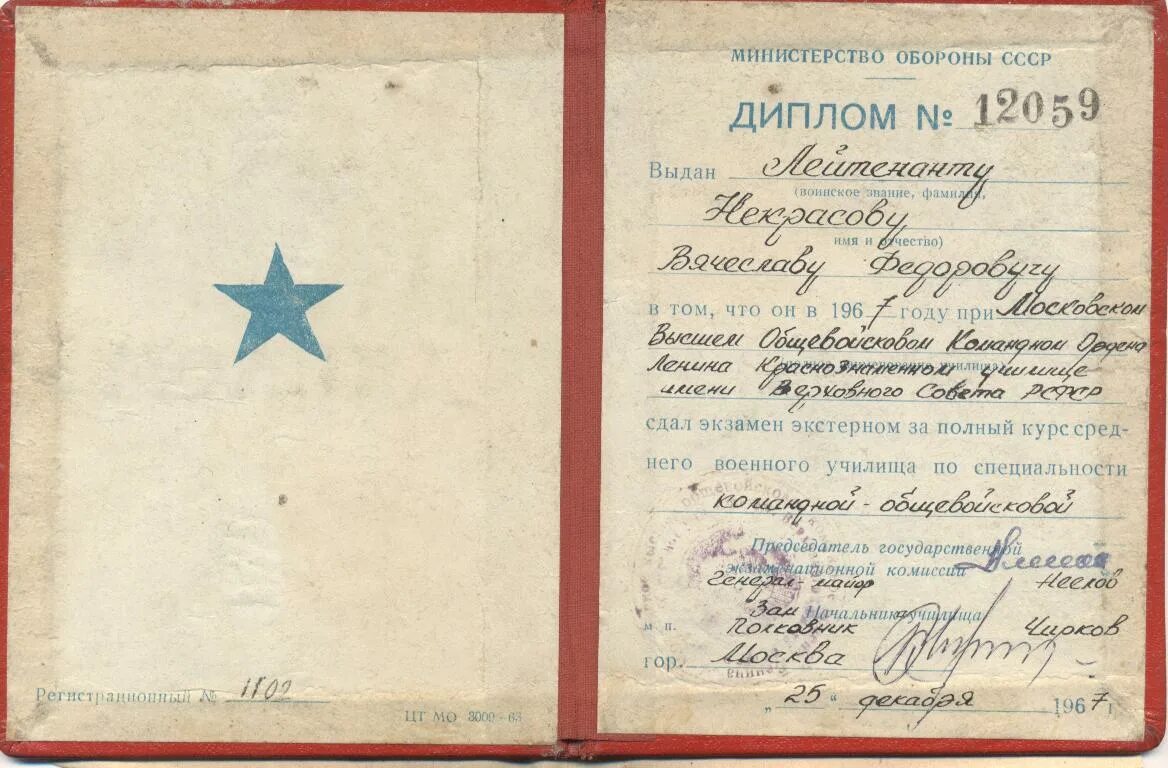 Регистрационный № 1102
ЦТ МО 3000-63
МИНИСТЕРСТВО ОБОРОНЫ СССР
ДИПЛОМ № 12059
Выдан Лейтенанту
(воинское звание, фамилия,
Некрасову
имя и отчество)
Вячеславу Федоровичу
в том, что он в 1967 году при Московском
Высшем Общевойсковом Командном Ордена
Ленина Краснознаменном училище
имени Верховного Совета РСФСР
сдал экзамен экстерном за полный курс сред-
него военного училища по специальности
командной - общевойсковой
Председатель государственной
экзаменационной комиссии
Генерал-майор Неелов
Зам Начальник училища
м. п. Полковник Чирков
гор. Москва
„25“ декабря 1967 г.